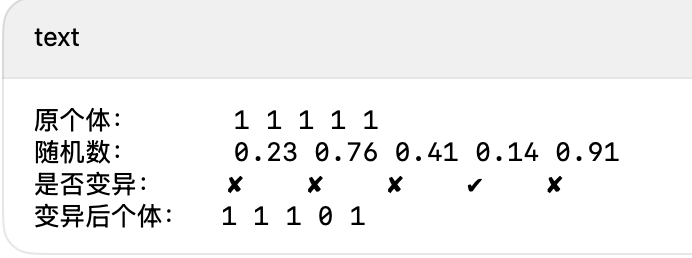 text
原个体：       1 1 1 1 1
随机数：       0.23 0.76 0.41 0.14 0.91
是否变异：     ✘    ✘    ✘    ✔    ✘
变异后个体：   1 1 1 0 1